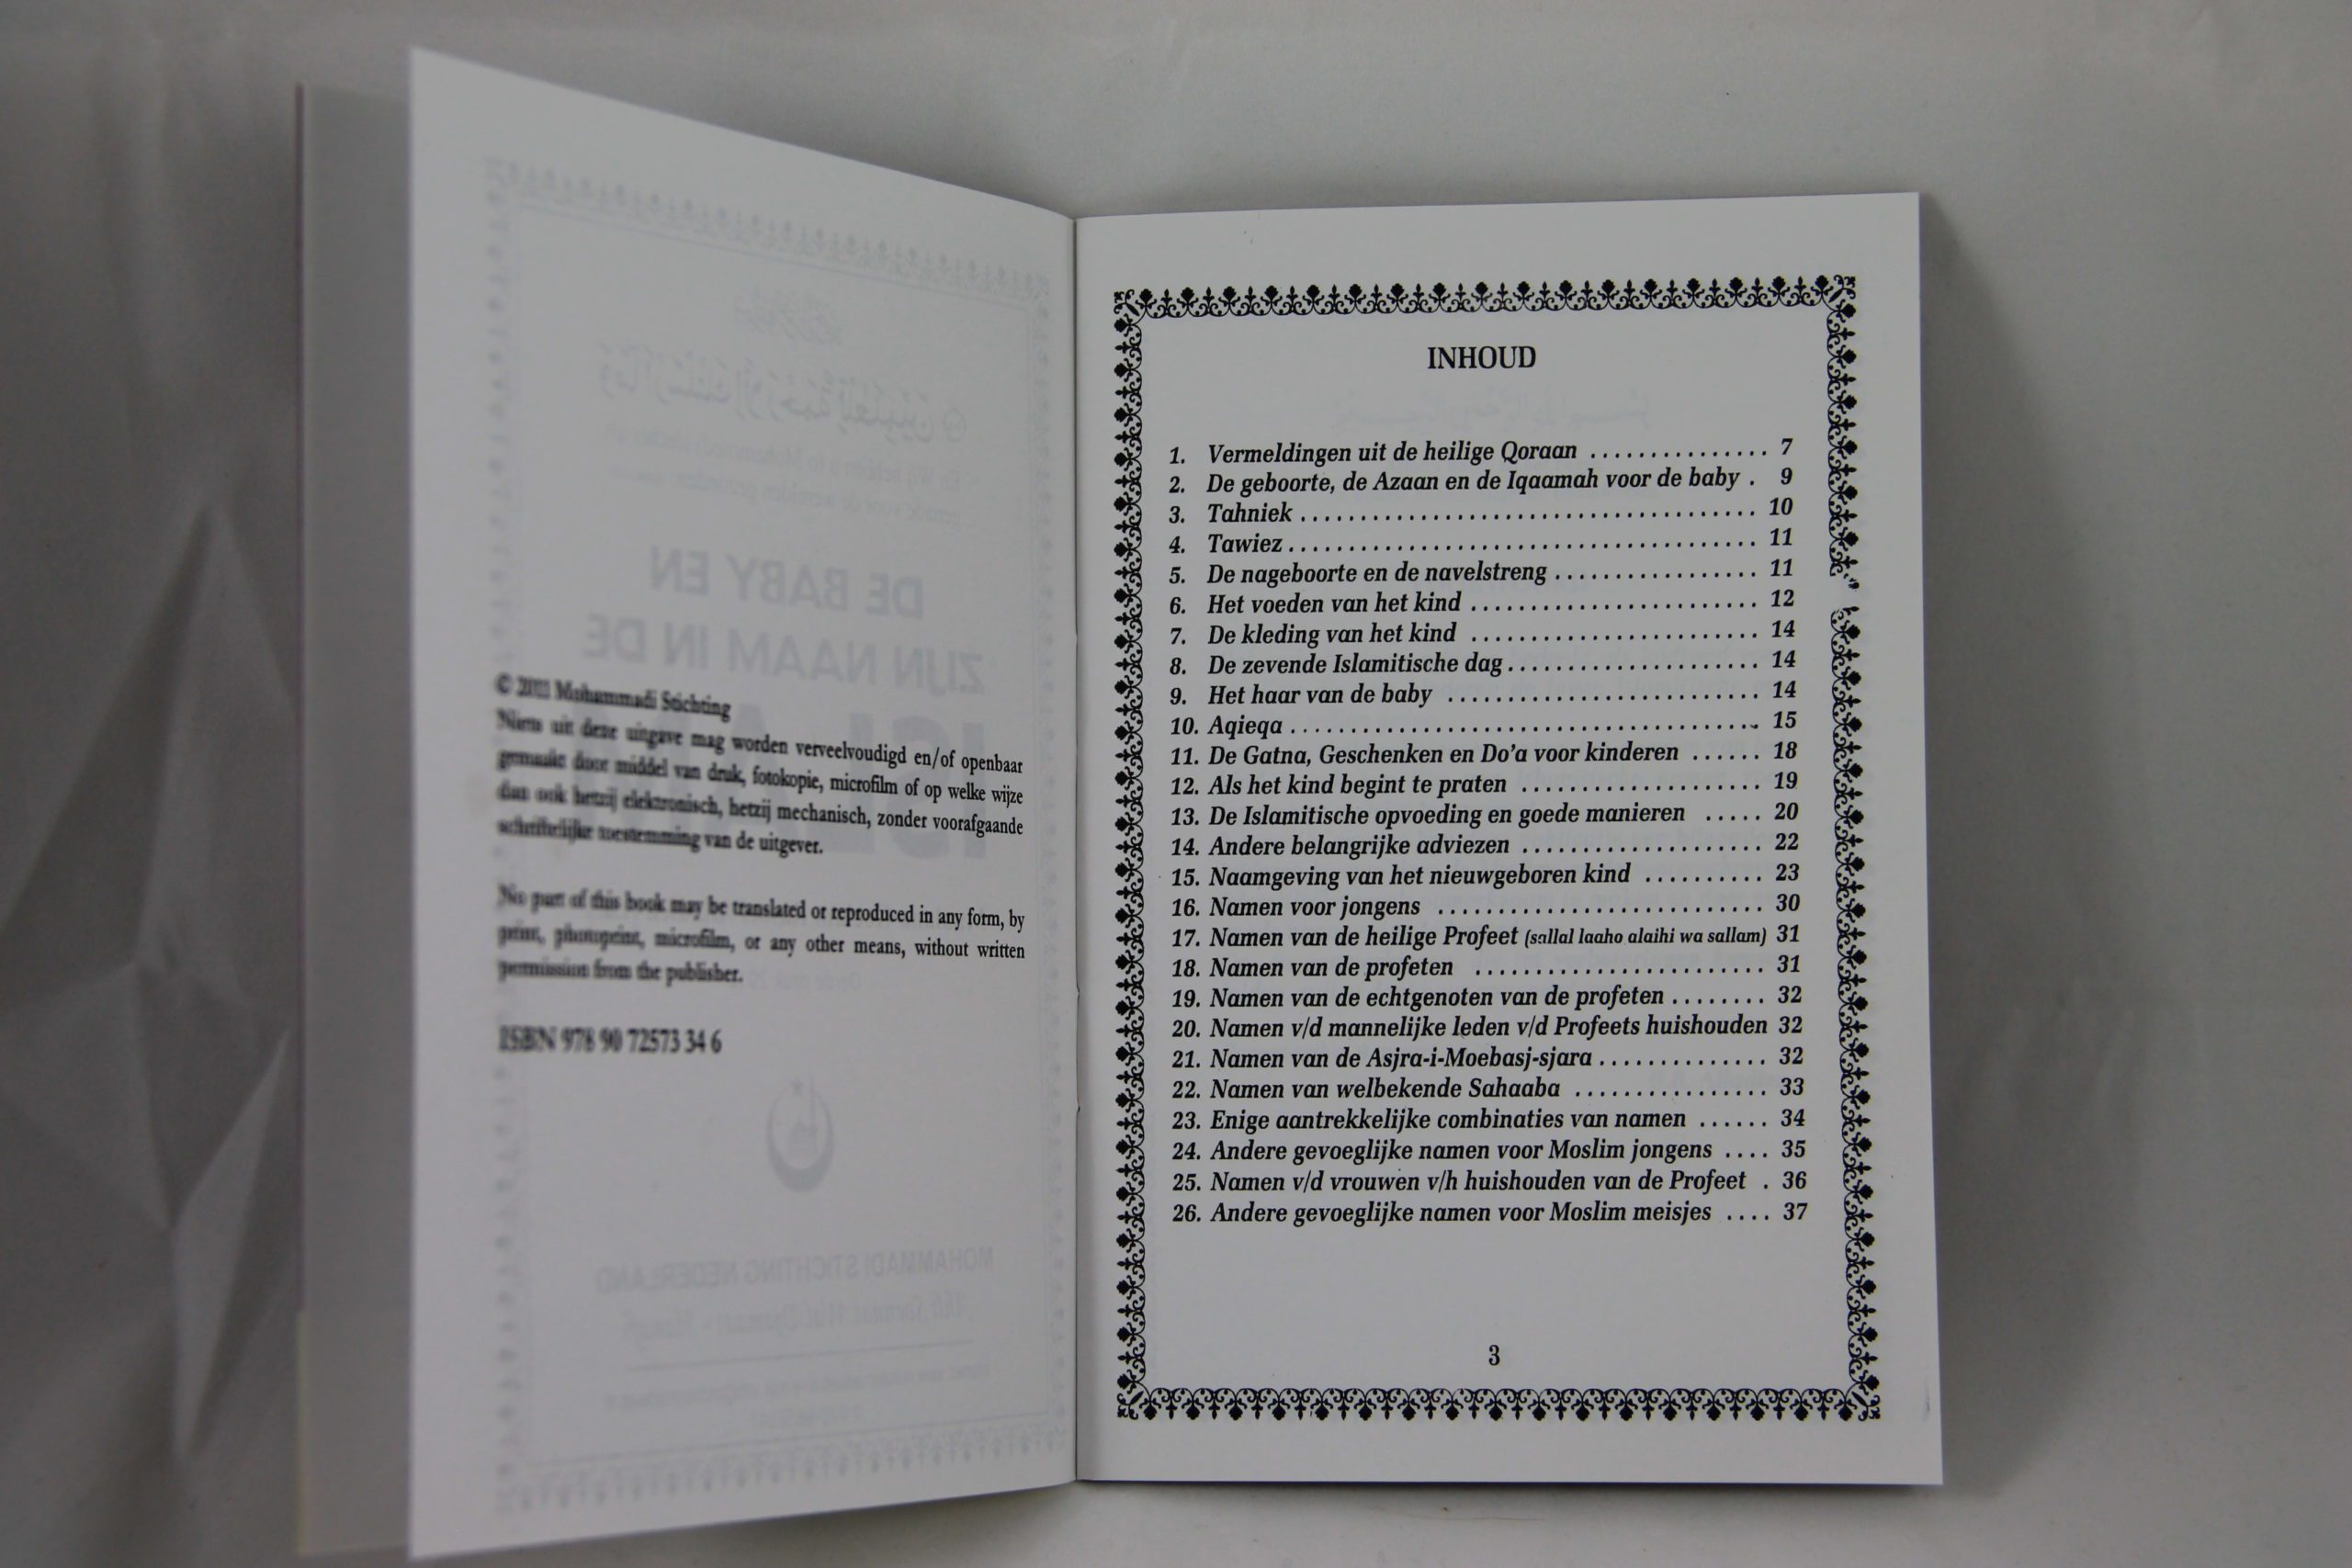 © 2011 Mohammadi Stichting
Niets uit deze uitgave mag worden verveelvoudigd en/of openbaar
gemaakt door middel van druk, fotokopie, microfilm of op welke wijze
dan ook hetzij elektronisch, hetzij mechanisch, zonder voorafgaande
schriftelijke toestemming van de uitgever.
No part of this book may be translated or reproduced in any form, by
print, photoprint, microfilm, or any other means, without written
permission from the publisher.
ISBN 978 90 72573 34 6
DE BABY EN
ZIJN NAAM IN DE
MOHAMMADI STICHTING NEDERLAND
INHOUD
1. Vermeldingen uit de heilige Qoraan ............... 7
2. De geboorte, de Azaan en de Iqaamah voor de baby . 9
3. Tahniek ...................................... 10
4. Tawiez ....................................... 11
5. De nageboorte en de navelstreng ................. 11
6. Het voeden van het kind ........................ 12
7. De kleding van het kind ........................ 14
8. De zevende Islamitische dag ..................... 14
9. Het haar van de baby .......................... 14
10. Aqieqa ....................................... 15
11. De Gatna, Geschenken en Do'a voor kinderen ...... 18
12. Als het kind begint te praten .................... 19
13. De Islamitische opvoeding en goede manieren ..... 20
14. Andere belangrijke adviezen .................... 22
15. Naamgeving van het nieuwgeboren kind .......... 23
16. Namen voor jongens ........................... 30
17. Namen van de heilige Profeet (sallal laaho alaihi wa sallam) 31
18. Namen van de profeten ........................ 31
19. Namen van de echtgenoten van de profeten ........ 32
20. Namen v/d mannelijke leden v/d Profeets huishouden 32
21. Namen van de Asjra-i-Moebasj-sjara .............. 32
22. Namen van welbekende Sahaaba ................ 33
23. Enige aantrekkelijke combinaties van namen ...... 34
24. Andere gevoeglijke namen voor Moslim jongens .... 35
25. Namen v/d vrouwen v/h huishouden van de Profeet . 36
26. Andere gevoeglijke namen voor Moslim meisjes .... 37
3